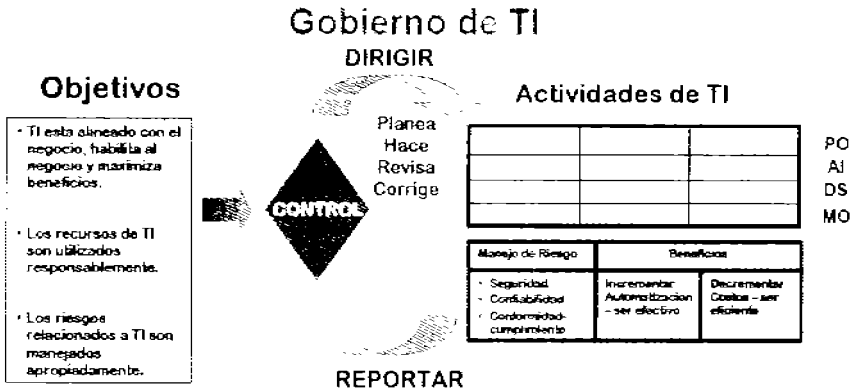 Gobierno de TI
DIRIGIR
Objetivos
• TI esta alineado con el
negocio, habilita al
negocio y maximiza
beneficios.
• Los recursos de TI
son utilizados
responsablemente.
• Los riesgos
relacionados a TI son
manejados
apropiadamente.
CONTROL
Planea
Hace
Revisa
Corrige
Actividades de TI
PO
AI
DS
MO
Manejo de Riesgo
Beneficios
• Seguridad
• Confiabilidad
• Conformidad-
cumplimiento
Incrementar
Automatizacion
– ser efectivo
Decrementar
Costos – ser
eficiente
REPORTAR